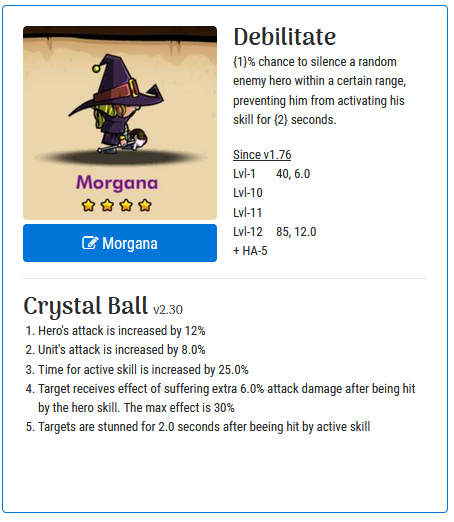 Debilitate
{1}% chance to silence a random
enemy hero within a certain range,
preventing him from activating his
skill for {2} seconds.
Since v1.76
Lvl-1 40, 6.0
Lvl-10
Lvl-11
Lvl-12 85, 12.0
+ HA-5
Morgana
Morgana
Crystal Ball v2.30
1. Hero's attack is increased by 12%
2. Unit's attack is increased by 8.0%
3. Time for active skill is increased by 25.0%
4. Target receives effect of suffering extra 6.0% attack damage after being hit
by the hero skill. The max effect is 30%
5. Targets are stunned for 2.0 seconds after beeing hit by active skill